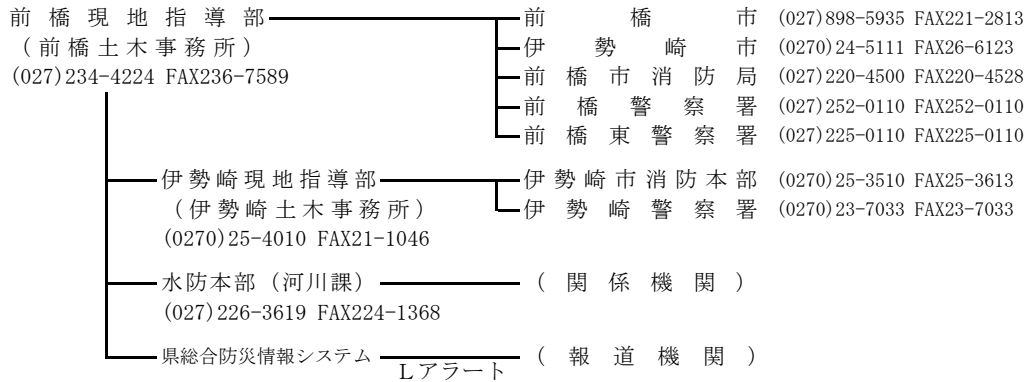 前橋現地指導部 前橋市 (027)898-5935 FAX221-2813
(前橋土木事務所) 伊勢崎市 (0270)24-5111 FAX26-6123
(027)234-4224 FAX236-7589 前橋市消防局 (027)220-4500 FAX220-4528
前橋警察署 (027)252-0110 FAX252-0110
前橋東警察署 (027)225-0110 FAX225-0110
伊勢崎現地指導部 伊勢崎市消防本部 (0270)25-3510 FAX25-3613
(伊勢崎土木事務所) 伊勢崎警察署 (0270)23-7033 FAX23-7033
(0270)25-4010 FAX21-1046
水防本部(河川課) (関係機関)
(027)226-3619 FAX224-1368
県総合防災情報システム (報道機関)
Lアラート